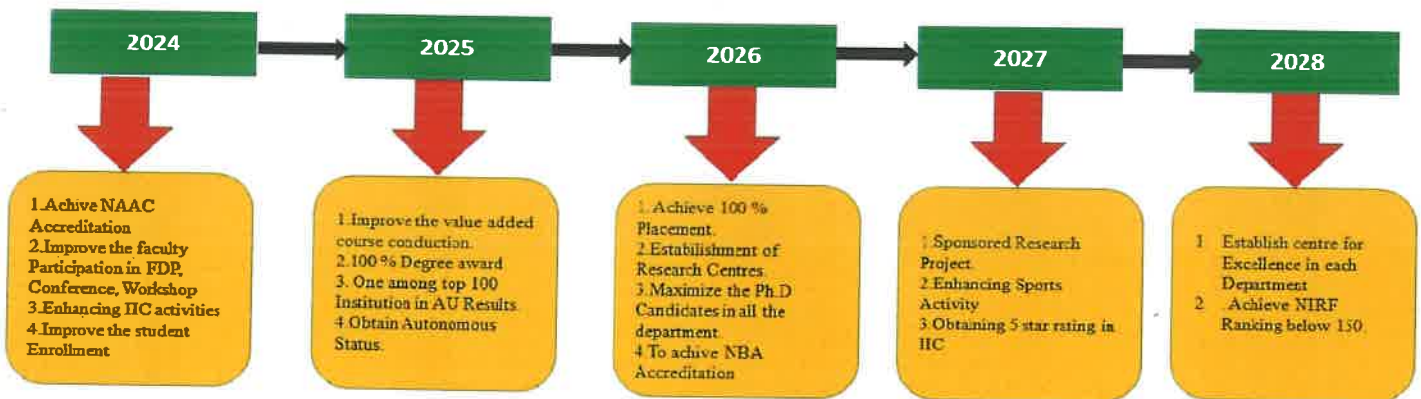 2024
2025
2026
2027
2028
1.Achive NAAC
Accreditation
2.Improve the faculty
Participation in FDP,
Conference, Workshop
3.Enhancing IIC activities
4.Improve the student
Enrollment
1.Improve the value added
course conduction.
2.100 % Degree award
3. One among top 100
Institution in AU Results.
4.Obtain Autonomous
Status.
1. Achieve 100 %
Placement.
2.Estabilishment of
Research Centres.
3.Maximize the Ph.D
Candidates in all the
department.
4.To achive NBA
Accreditation
1.Sponsored Research
Project.
2.Enhancing Sports
Activity
3.Obtaining 5 star rating in
IIC
1 Establish centre for
Excellence in each
Department
2 .Achieve NIRF
Ranking below 150.